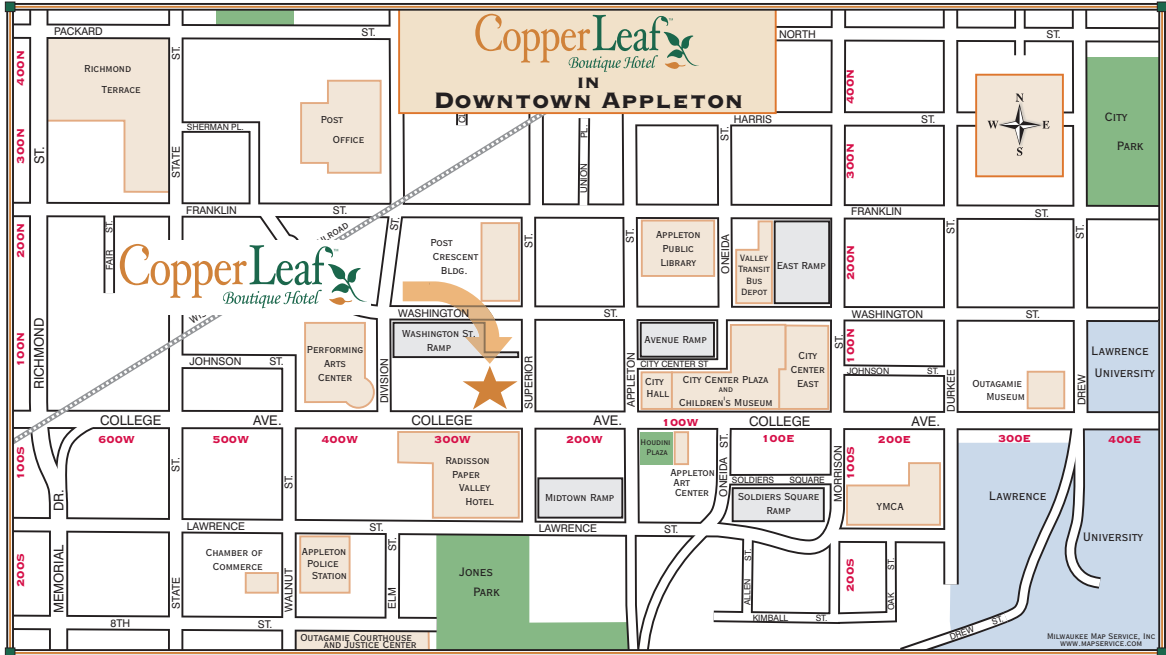 PACKARD
ST.
CopperLeaf™
Boutique Hotel
IN
DOWNTOWN APPLETON
NORTH
ST.
400N
ST.
RICHMOND
TERRACE
POST
OFFICE
400N
N
W E
S
CITY
PARK
SHERMAN PL.
HARRIS
ST.
300N
ST.
STATE
UNION
PL.
ST.
300N
FRANKLIN
ST.
FRANKLIN
ST.
200N
FAIR
ST.
CopperLeaf™
Boutique Hotel
ST.
POST
CRESCENT
BLDG.
ST.
ST.
APPLETON
PUBLIC
LIBRARY
ONEIDA
VALLEY
TRANSIT
BUS
DEPOT
EAST RAMP
200N
ST.
ST.
WASHINGTON
ST.
WASHINGTON
ST.
100N
RICHMOND
PERFORMING
ARTS
CENTER
DIVISION
WASHINGTON ST.
RAMP
SUPERIOR
APPLETON
AVENUE RAMP
CITY CENTER ST
CITY
HALL
CITY CENTER PLAZA
AND
CHILDREN'S MUSEUM
CITY
CENTER
EAST
ST.
100N
JOHNSON
ST.
JOHNSON
ST.
DURKEE
OUTAGAMIE
MUSEUM
DREW
LAWRENCE
UNIVERSITY
COLLEGE
AVE.
COLLEGE
AVE.
COLLEGE
AVE.
600W
500W
400W
300W
200W
100W
100E
200E
300E
400E
100S
DR.
ST.
ST.
RADISSON
PAPER
VALLEY
HOTEL
MIDTOWN RAMP
HOUDINI
PLAZA
APPLETON
ART
CENTER
ONEIDA
ST.
SOLDIERS SQUARE
SOLDIERS SQUARE
RAMP
MORRISON
100S
YMCA
LAWRENCE
UNIVERSITY
LAWRENCE
ST.
LAWRENCE
ST.
200S
MEMORIAL
STATE
CHAMBER OF
COMMERCE
WALNUT
APPLETON
POLICE
STATION
ELM
ST.
JONES
PARK
ALLEN
ST.
200S
OAK
ST.
KIMBALL
ST.
8TH
ST.
OUTAGAMIE COURTHOUSE
AND JUSTICE CENTER
DREW
ST.
MILWAUKEE MAP SERVICE, INC
WWW.MAPSERVICE.COM